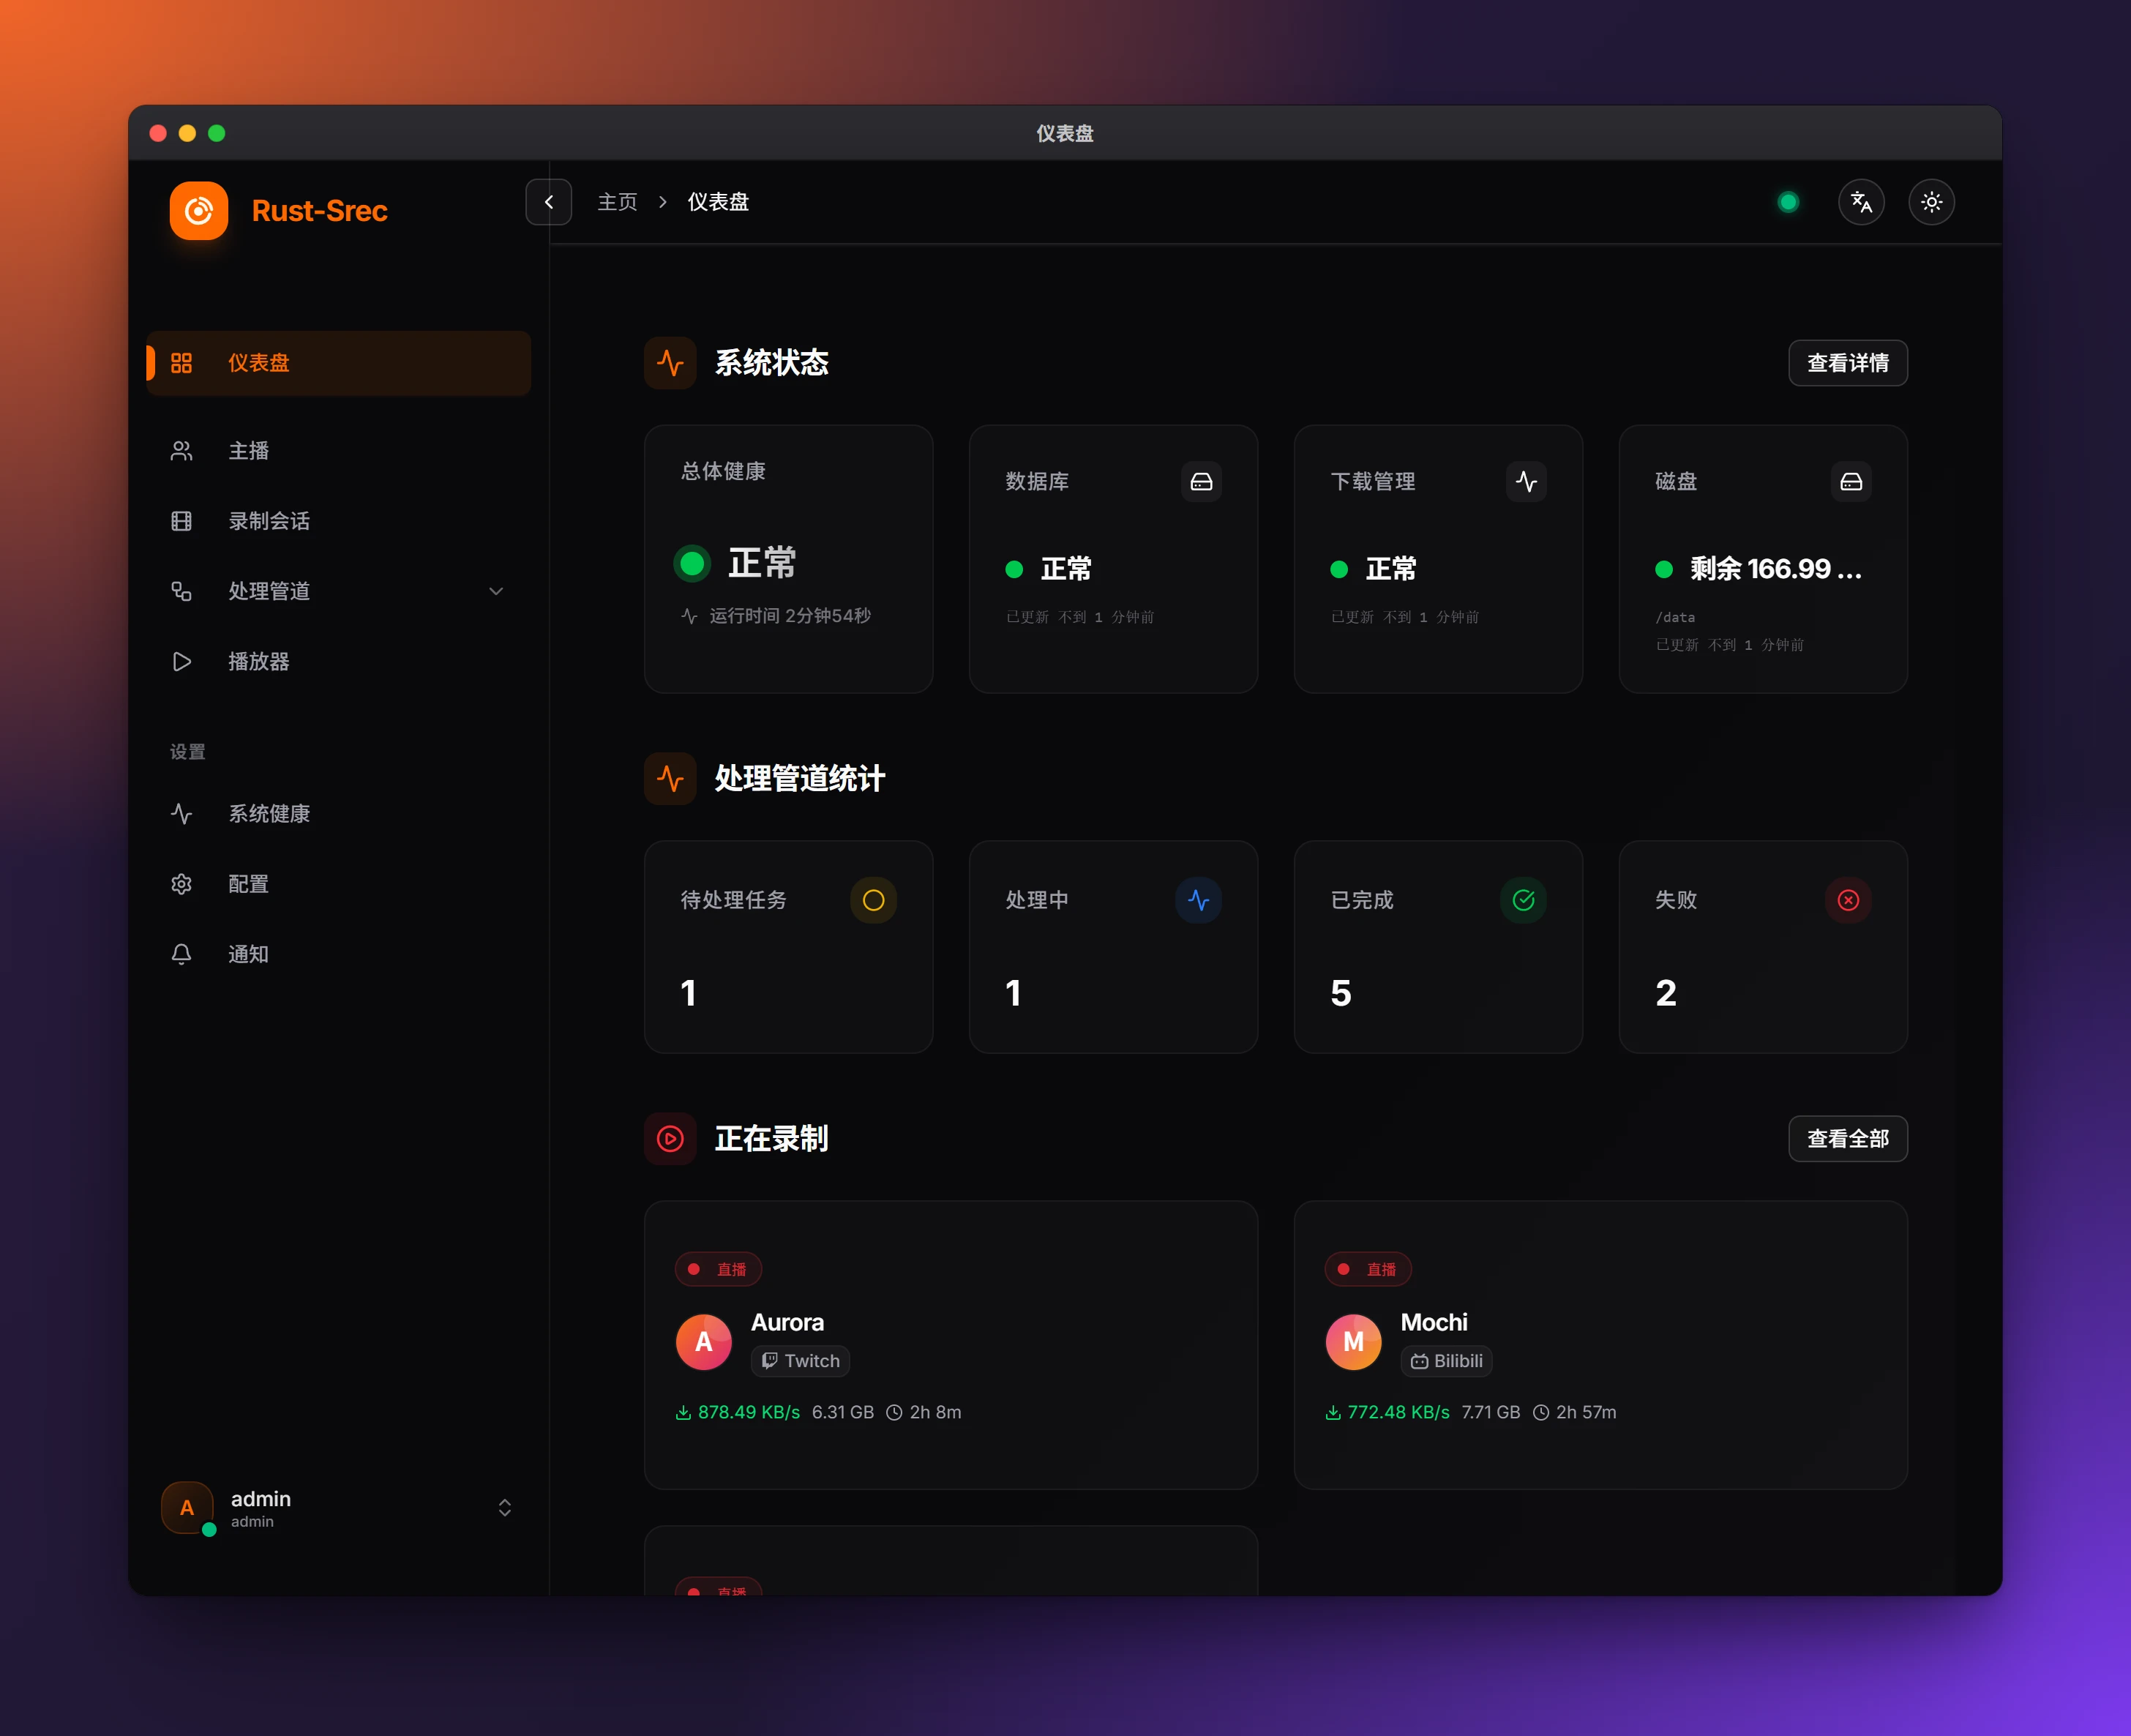 仪表盘
Rust-Srec
主页
仪表盘
仪表盘
主播
录制会话
处理管道
播放器
设置
系统健康
配置
通知
A
admin
admin
系统状态
查看详情
总体健康
正常
运行时间 2分钟54秒
数据库
正常
已更新 不到 1 分钟前
下载管理
正常
已更新 不到 1 分钟前
磁盘
剩余 166.99 ...
/data
已更新 不到 1 分钟前
处理管道统计
待处理任务
1
处理中
1
已完成
5
失败
2
正在录制
查看全部
直播
A
Aurora
Twitch
878.49 KB/s 6.31 GB 2h 8m
直播
M
Mochi
Bilibili
772.48 KB/s 7.71 GB 2h 57m
直播